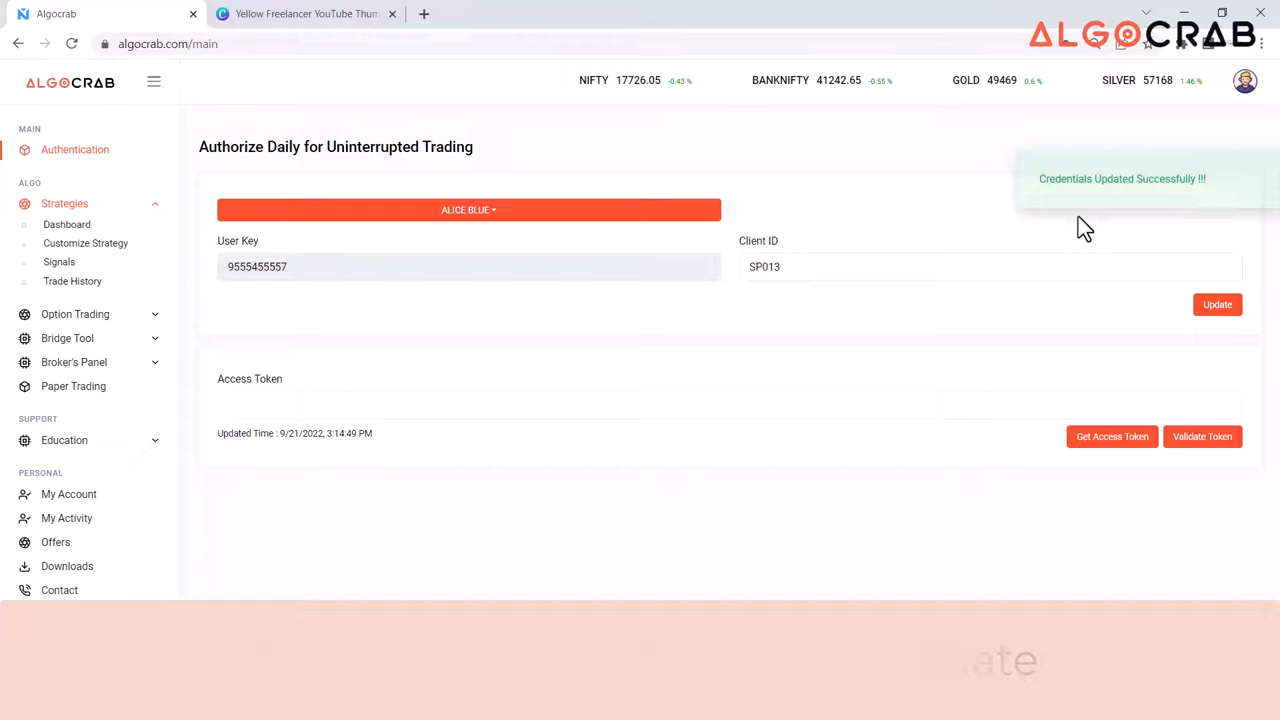 Algocrab
Yellow Freelancer YouTube Thum
algocrab.com/main
ALGOCRAB
ALGOCRAB
NIFTY 17726.05 -0.43 %
BANKNIFTY 41242.65 -0.55 %
GOLD 49469 0.6 %
SILVER 57168 1.46 %
MAIN
Authentication
ALGO
Strategies
Dashboard
Customize Strategy
Signals
Trade History
Option Trading
Bridge Tool
Broker's Panel
Paper Trading
SUPPORT
Education
PERSONAL
My Account
My Activity
Offers
Downloads
Contact
Authorize Daily for Uninterrupted Trading
Credentials Updated Successfully !!!
ALICE BLUE
User Key
9555455557
Client ID
SP013
Update
Access Token
Updated Time : 9/21/2022, 3:14:49 PM
Get Access Token
Validate Token